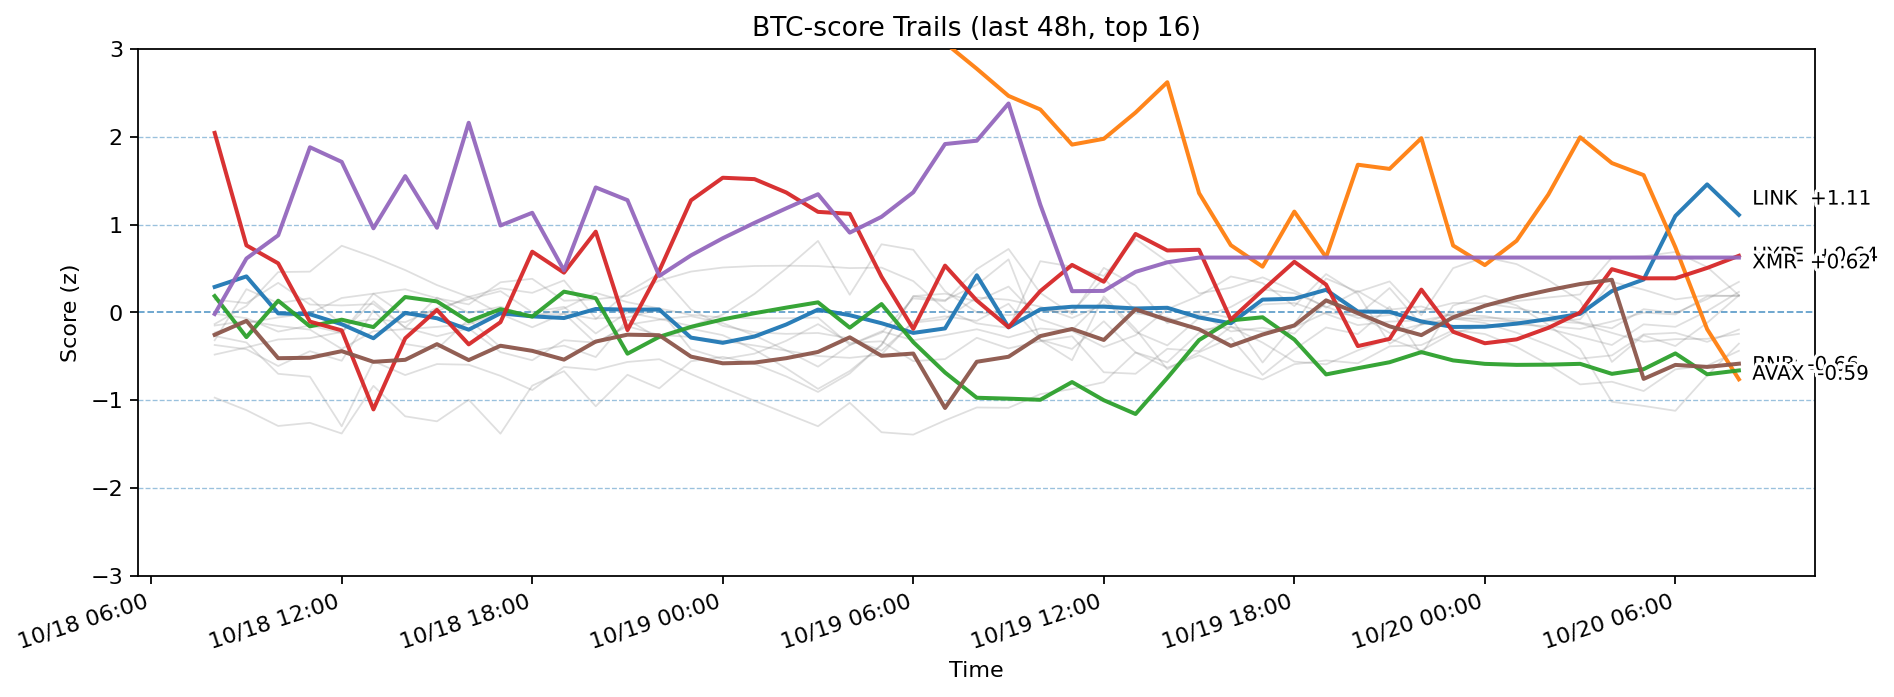 BTC-score Trails (last 48h, top 16)
Score (z)
3
2
1
0
−1
−2
−3
LINK +1.11
XMR +0.62
AVAX -0.59
10/18 06:00
10/18 12:00
10/18 18:00
10/19 00:00
10/19 06:00
10/19 12:00
10/19 18:00
10/20 00:00
10/20 06:00
Time